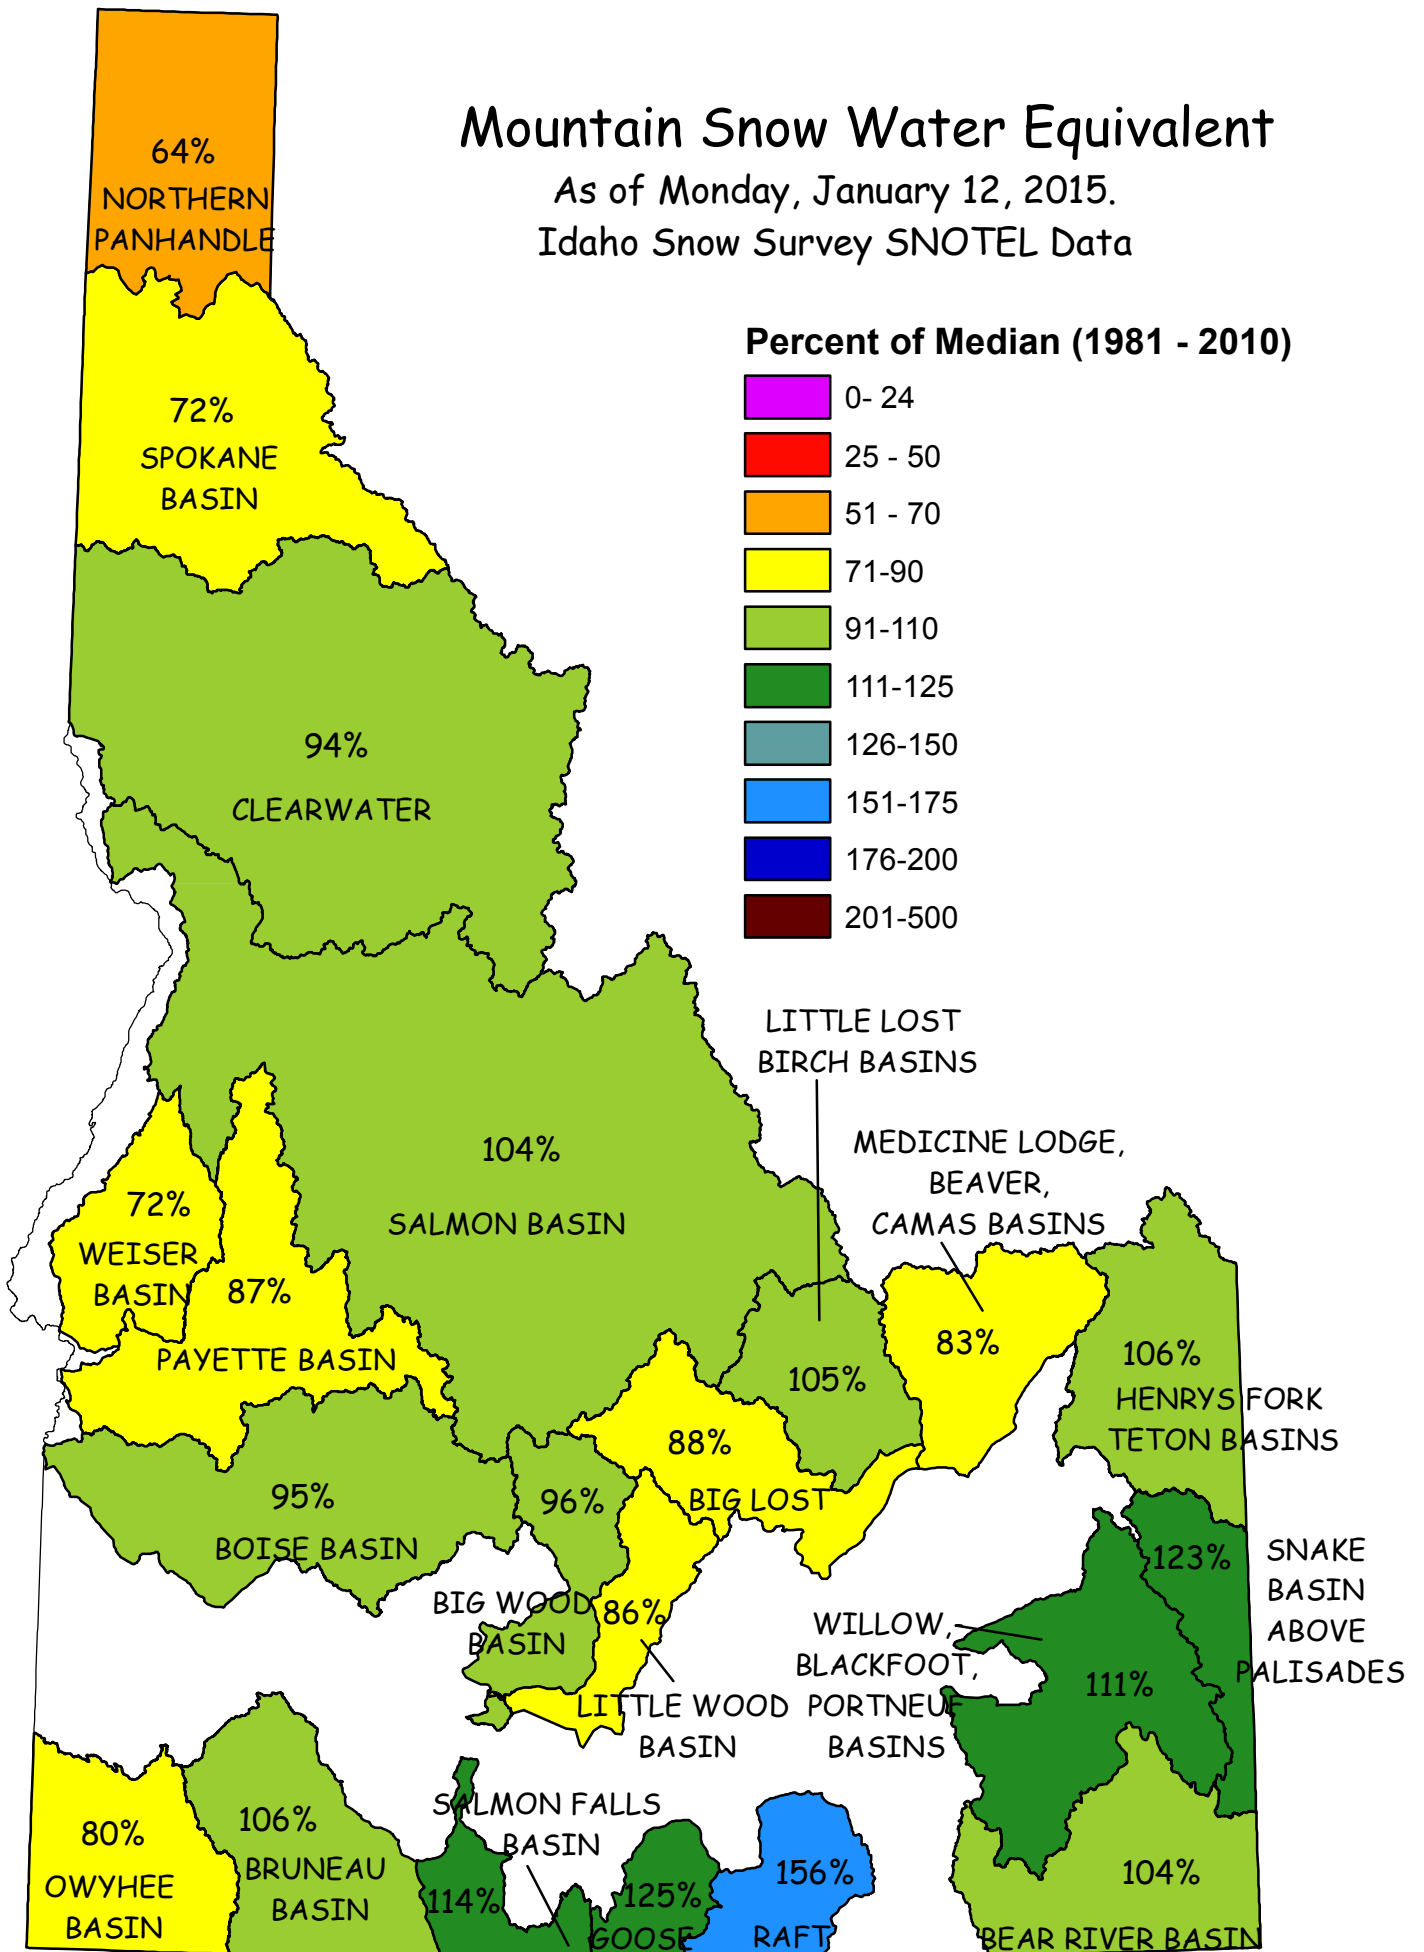 Mountain Snow Water Equivalent
As of Monday, January 12, 2015.
Idaho Snow Survey SNOTEL Data
Percent of Median (1981 - 2010)
0- 24
25 - 50
51 - 70
71-90
91-110
111-125
126-150
151-175
176-200
201-500
64%
NORTHERN
PANHANDLE
72%
SPOKANE
BASIN
94%
CLEARWATER
104%
SALMON BASIN
LITTLE LOST
BIRCH BASINS
105%
MEDICINE LODGE,
BEAVER,
CAMAS BASINS
83%
106%
HENRYS FORK
TETON BASINS
72%
WEISER
BASIN
87%
PAYETTE BASIN
88%
BIG LOST
95%
BOISE BASIN
96%
BIG WOOD
BASIN
86%
LITTLE WOOD
BASIN
123%
SNAKE
BASIN
ABOVE
PALISADES
WILLOW,
BLACKFOOT,
PORTNEUF
BASINS
111%
80%
OWYHEE
BASIN
106%
BRUNEAU
BASIN
SALMON FALLS
BASIN
114%
125%
GOOSE
156%
RAFT
104%
BEAR RIVER BASIN